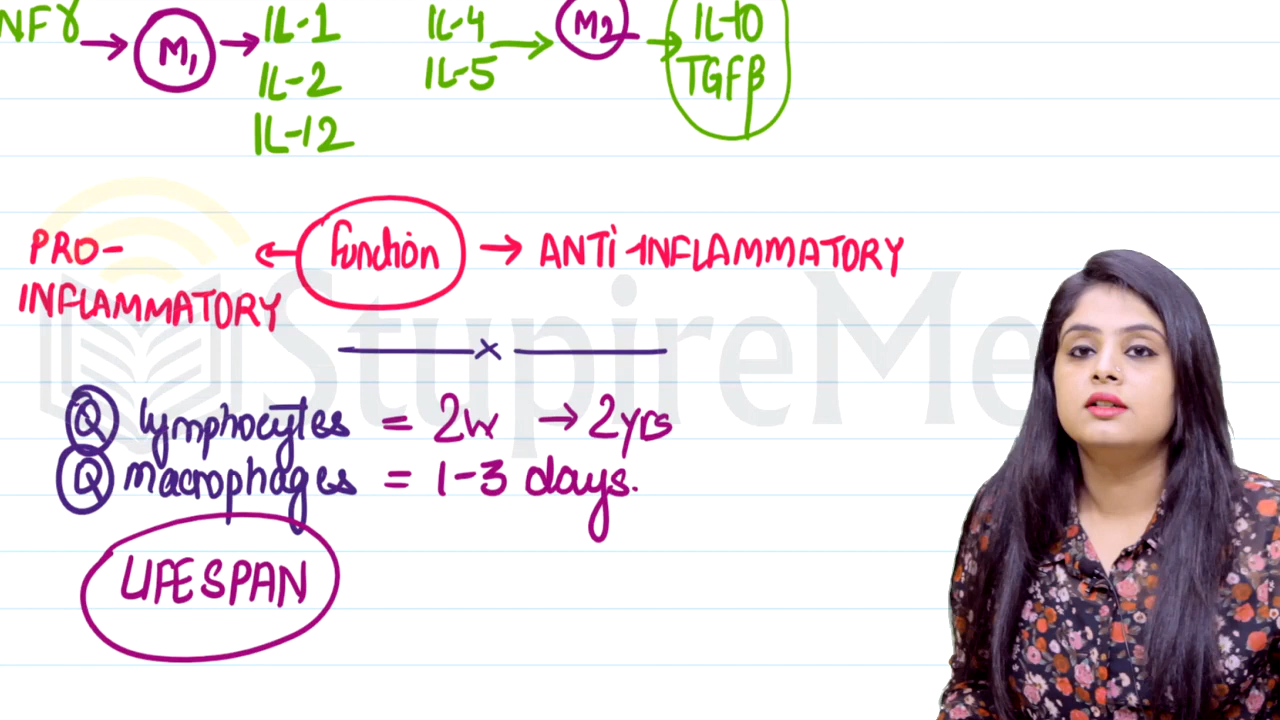 NFγ → M1 → IL-1 IL-4 → M2 → IL-10
IL-2 IL-5 TGFβ
IL-12
PRO- ← function → ANTI-INFLAMMATORY
INFLAMMATORY
StupireMe
x
Q lymphocytes = 2w → 2yrs
Q macrophages = 1-3 days.
LIFESPAN